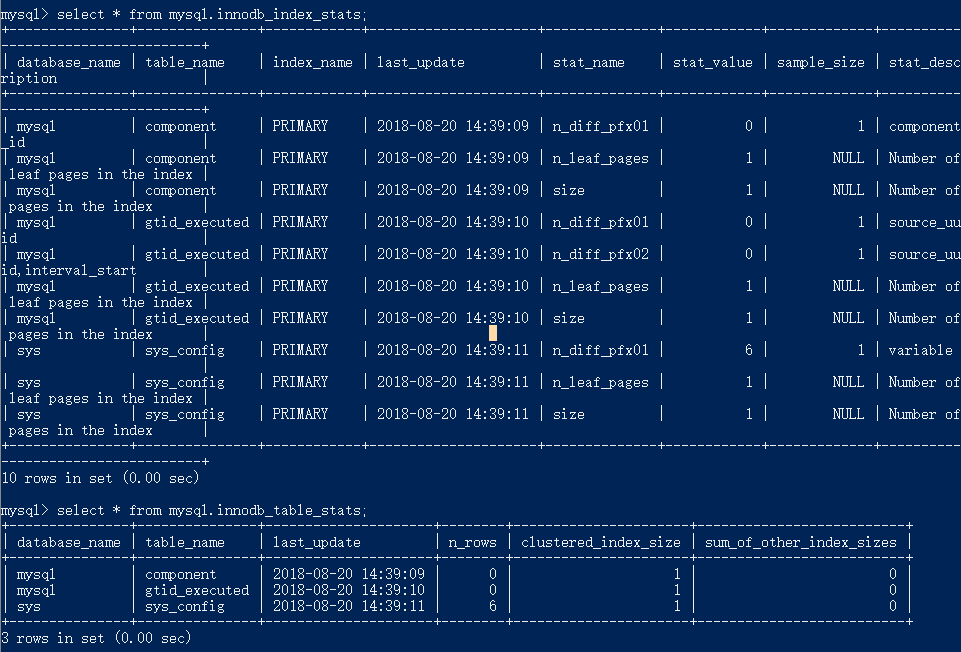 mysql> select * from mysql.innodb_index_stats;
+---------------+---------------+------------+---------------------+--------------+------------+-------------+----------
-------------------------+
| database_name | table_name    | index_name | last_update         | stat_name    | stat_value | sample_size | stat_desc
ription                  |
+---------------+---------------+------------+---------------------+--------------+------------+-------------+----------
-------------------------+
| mysql         | component     | PRIMARY    | 2018-08-20 14:39:09 | n_diff_pfx01 |          0 |           1 | component
_id                      |
| mysql         | component     | PRIMARY    | 2018-08-20 14:39:09 | n_leaf_pages |          1 |        NULL | Number of
 leaf pages in the index |
| mysql         | component     | PRIMARY    | 2018-08-20 14:39:09 | size         |          1 |        NULL | Number of
 pages in the index      |
| mysql         | gtid_executed | PRIMARY    | 2018-08-20 14:39:10 | n_diff_pfx01 |          0 |           1 | source_uu
id                       |
| mysql         | gtid_executed | PRIMARY    | 2018-08-20 14:39:10 | n_diff_pfx02 |          0 |           1 | source_uu
id,interval_start        |
| mysql         | gtid_executed | PRIMARY    | 2018-08-20 14:39:10 | n_leaf_pages |          1 |        NULL | Number of
 leaf pages in the index |
| mysql         | gtid_executed | PRIMARY    | 2018-08-20 14:39:10 | size         |          1 |        NULL | Number of
 pages in the index      |
| sys           | sys_config    | PRIMARY    | 2018-08-20 14:39:11 | n_diff_pfx01 |          6 |           1 | variable
                         |
| sys           | sys_config    | PRIMARY    | 2018-08-20 14:39:11 | n_leaf_pages |          1 |        NULL | Number of
 leaf pages in the index |
| sys           | sys_config    | PRIMARY    | 2018-08-20 14:39:11 | size         |          1 |        NULL | Number of
 pages in the index      |
+---------------+---------------+------------+---------------------+--------------+------------+-------------+----------
-------------------------+
10 rows in set (0.00 sec)
mysql> select * from mysql.innodb_table_stats;
+---------------+---------------+---------------------+--------+----------------------+--------------------------+
| database_name | table_name    | last_update         | n_rows | clustered_index_size | sum_of_other_index_sizes |
+---------------+---------------+---------------------+--------+----------------------+--------------------------+
| mysql         | component     | 2018-08-20 14:39:09 |      0 |                    1 |                        0 |
| mysql         | gtid_executed | 2018-08-20 14:39:10 |      0 |                    1 |                        0 |
| sys           | sys_config    | 2018-08-20 14:39:11 |      6 |                    1 |                        0 |
+---------------+---------------+---------------------+--------+----------------------+--------------------------+
3 rows in set (0.00 sec)